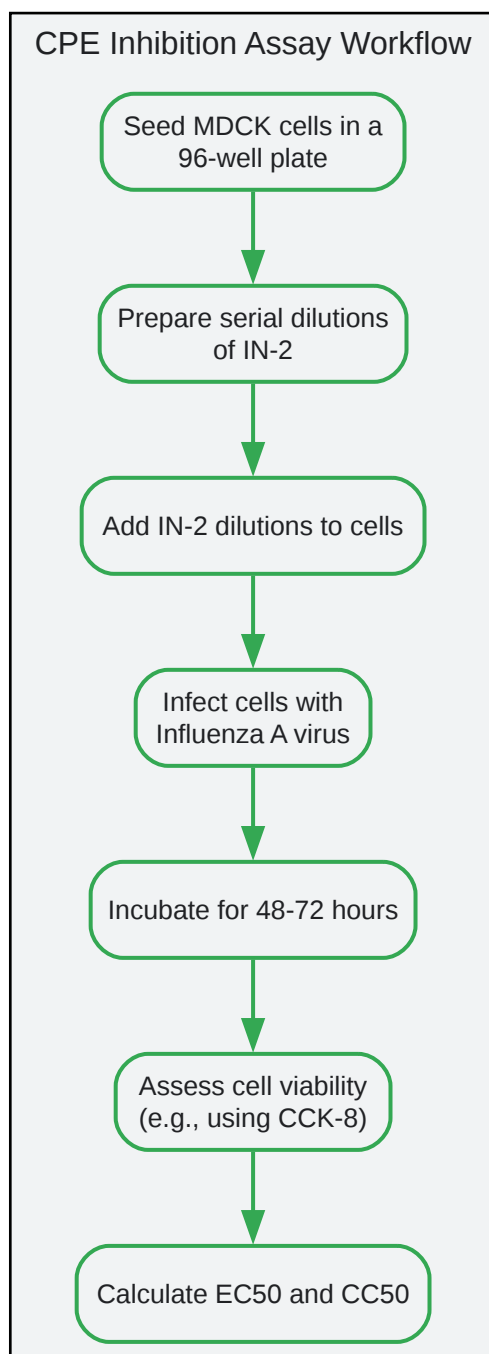 CPE Inhibition Assay Workflow
Seed MDCK cells in a
96-well plate
Prepare serial dilutions
of IN-2
Add IN-2 dilutions to cells
Infect cells with
Influenza A virus
Incubate for 48-72 hours
Assess cell viability
(e.g., using CCK-8)
Calculate EC50 and CC50